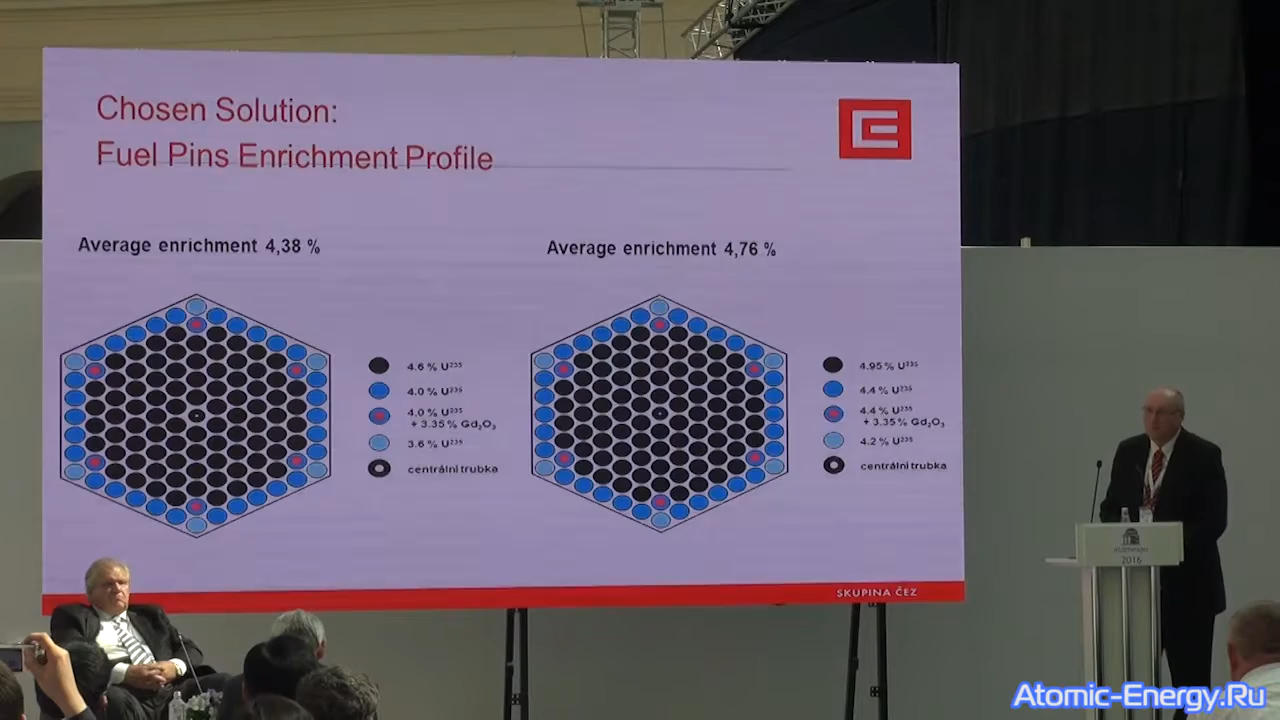 Chosen Solution:
Fuel Pins Enrichment Profile
Average enrichment 4,38 %
4.6 % U²³⁵
4.0 % U²³⁵
4.0 % U²³⁵
+ 3.35 % Gd₂O₃
3.6 % U²³⁵
centrální trubka
Average enrichment 4,76 %
4.95 % U²³⁵
4.4 % U²³⁵
4.4 % U²³⁵
+ 3.35 % Gd₂O₃
4.2 % U²³⁵
centrální trubka
SKUPINA ČEZ
2016
Atomic-Energy.Ru